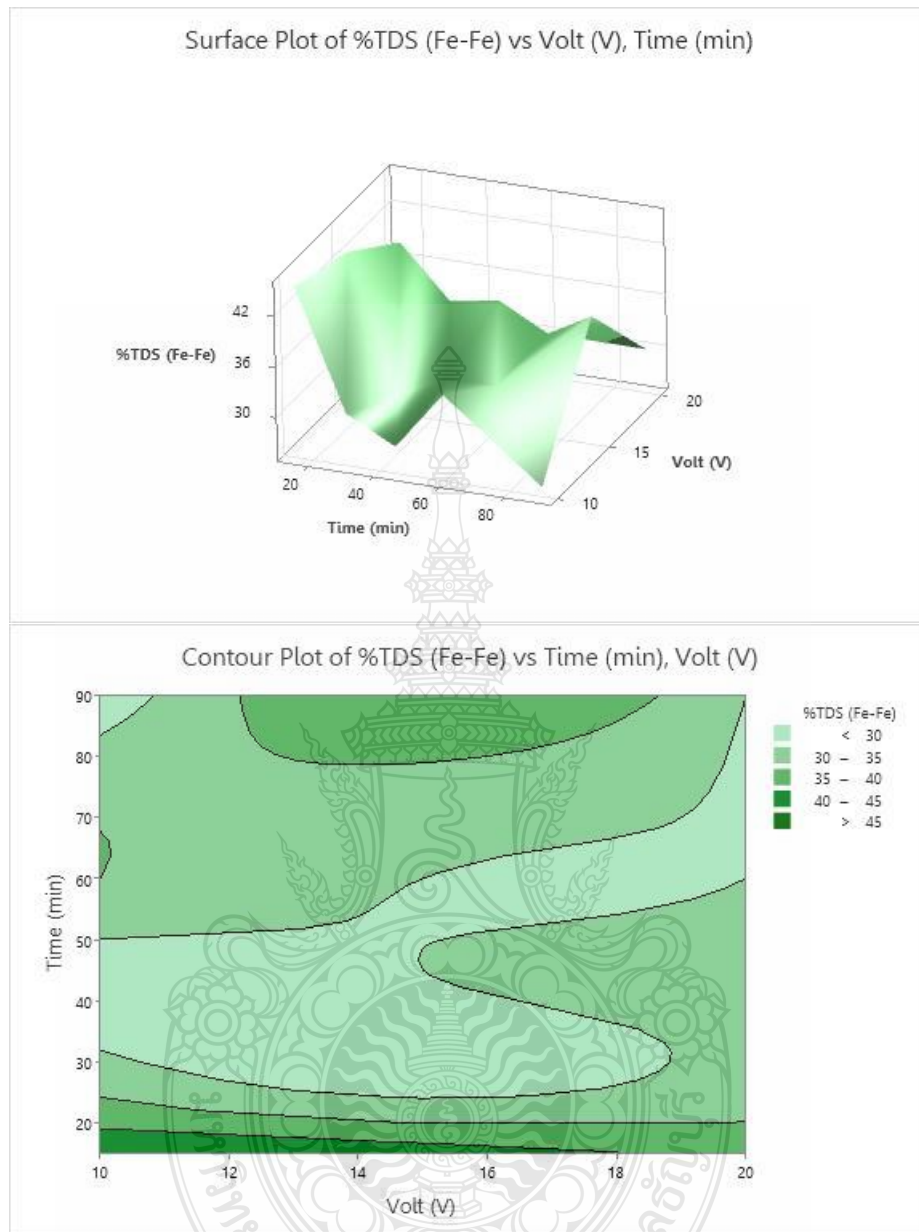 Surface Plot of %TDS (Fe-Fe) vs Volt (V), Time (min)
42
%TDS (Fe-Fe)
36
30
20
15
Volt (V)
10
20
40
60
80
Time (min)
Contour Plot of %TDS (Fe-Fe) vs Time (min), Volt (V)
%TDS (Fe-Fe)
< 30
30 – 35
35 – 40
40 – 45
> 45
90
80
70
60
50
40
30
20
Time (min)
10 12 14 16 18 20
Volt (V)